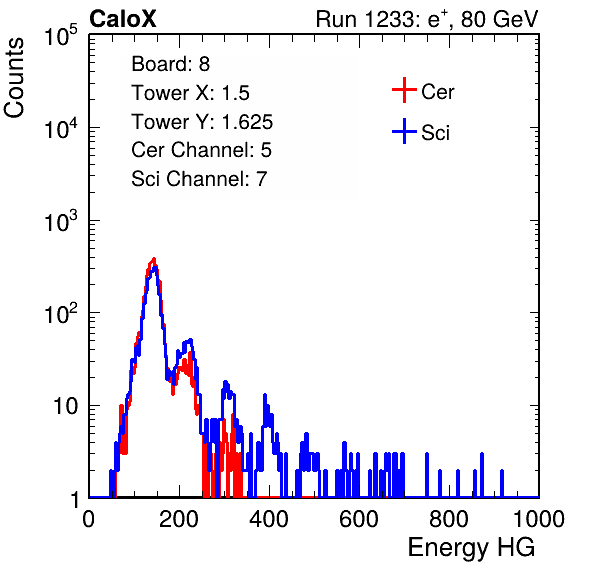 CaloX Run 1233: e⁺, 80 GeV
Board: 8
Tower X: 1.5
Tower Y: 1.625
Cer Channel: 5
Sci Channel: 7
Cer
Sci
Counts
10⁵
10⁴
10³
10²
10
1
0 200 400 600 800 1000
Energy HG